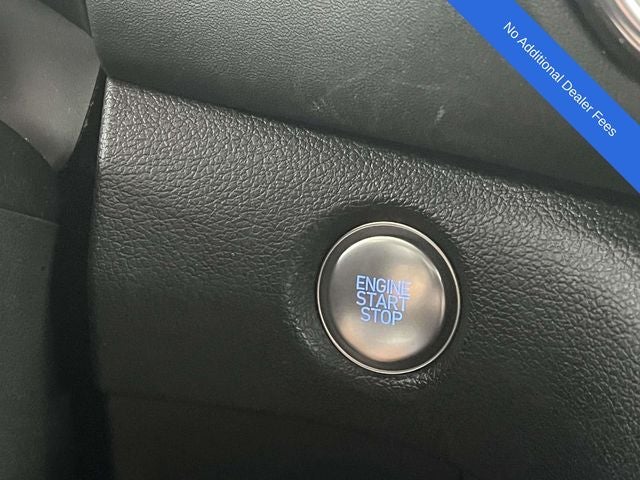 No Additional Dealer Fees
ENGINE
START
STOP